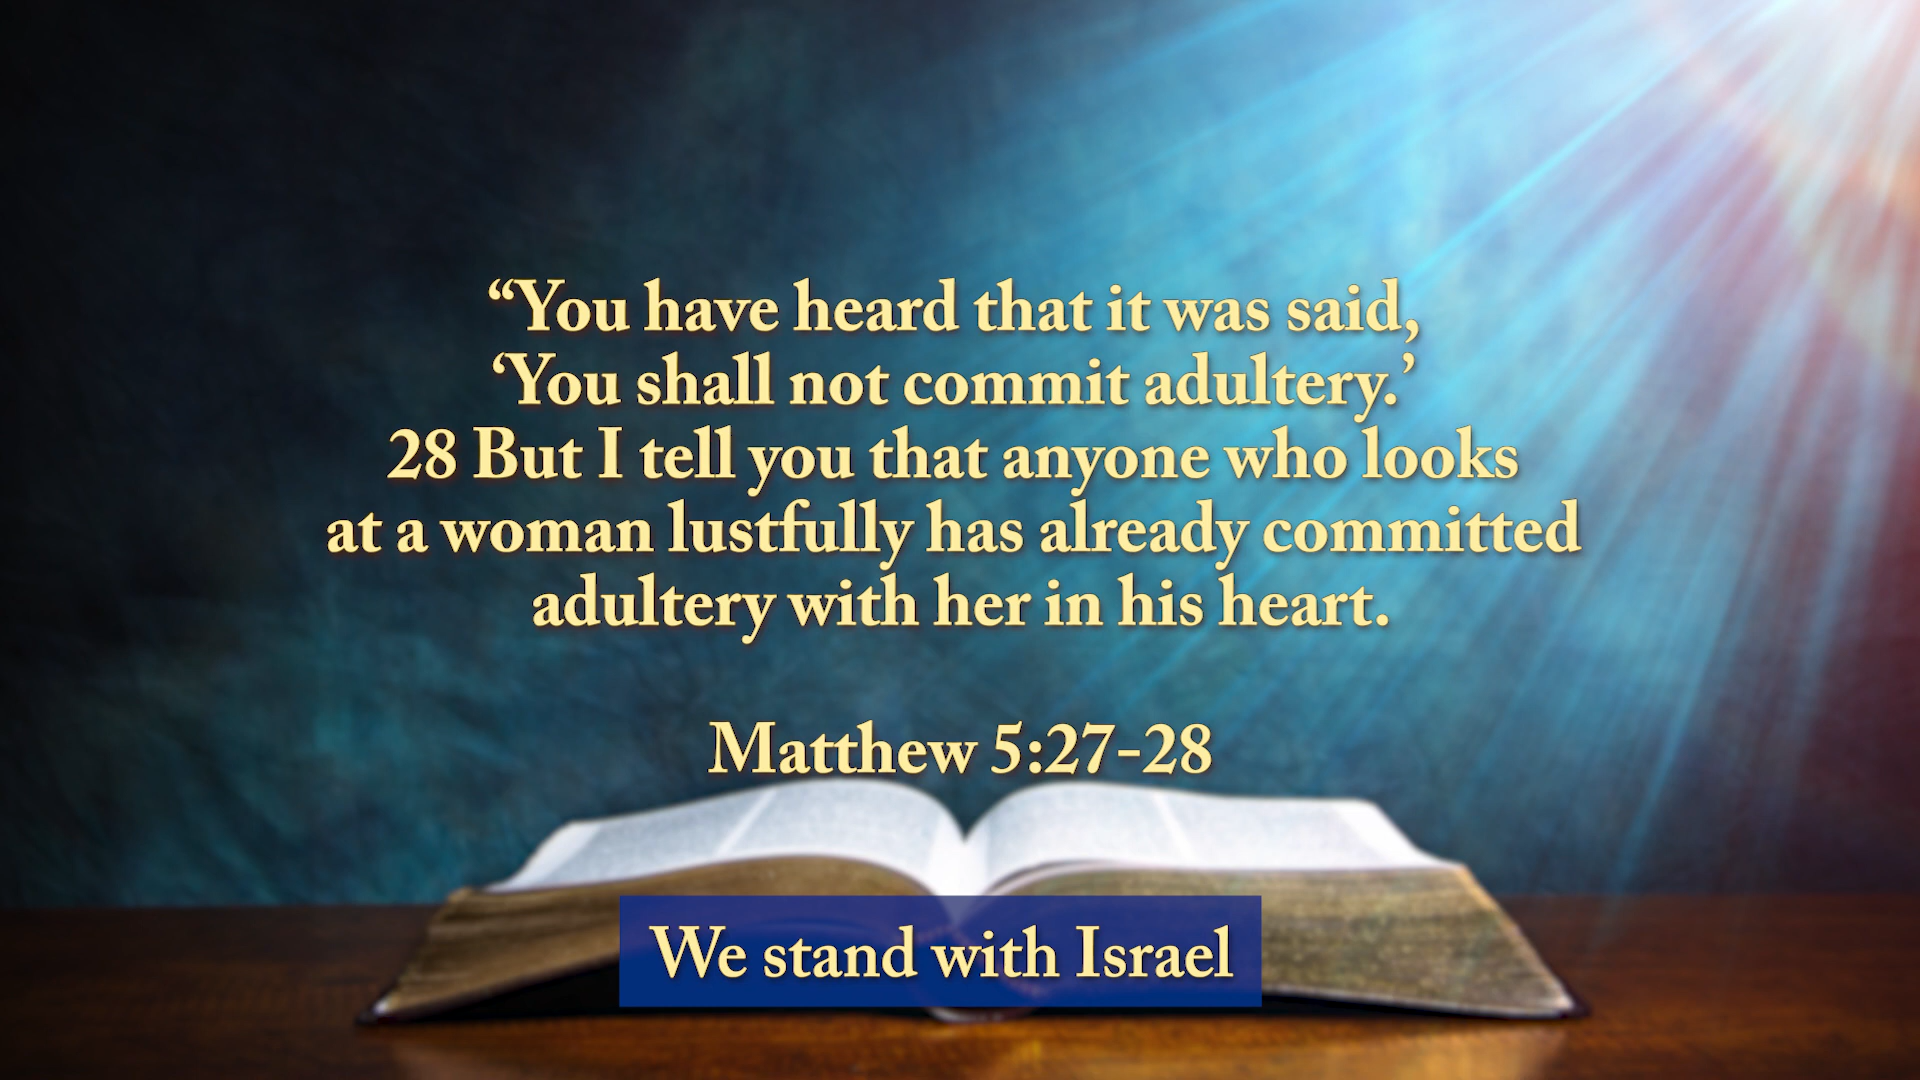 “You have heard that it was said,
‘You shall not commit adultery.’
28 But I tell you that anyone who looks
at a woman lustfully has already committed
adultery with her in his heart.
Matthew 5:27-28
We stand with Israel